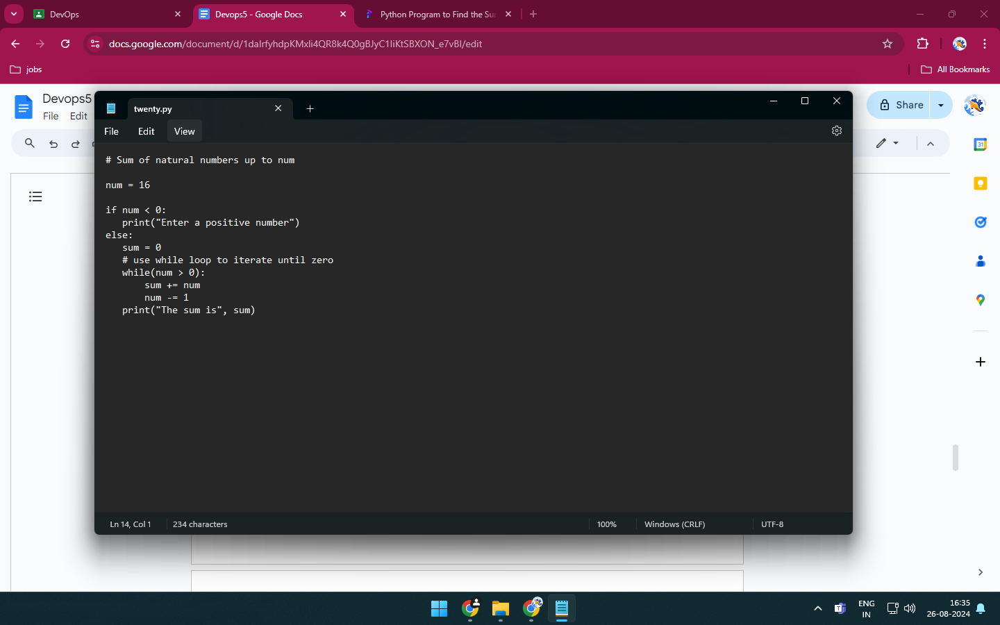 DevOps
Devops5 - Google Docs
Python Program to Find the Su
docs.google.com/document/d/1dalrfyhdpKMxli4QR8k4Q0gBJyC1liKtSBXON_e7vBI/edit
jobs
All Bookmarks
Devops5
File Edit
Share
twenty.py
File Edit View
# Sum of natural numbers up to num
num = 16
if num < 0:
   print("Enter a positive number")
else:
   sum = 0
   # use while loop to iterate until zero
   while(num > 0):
       sum += num
       num -= 1
   print("The sum is", sum)
Ln 14, Col 1
234 characters
100%
Windows (CRLF)
UTF-8
31
ENG
IN
16:35
26-08-2024